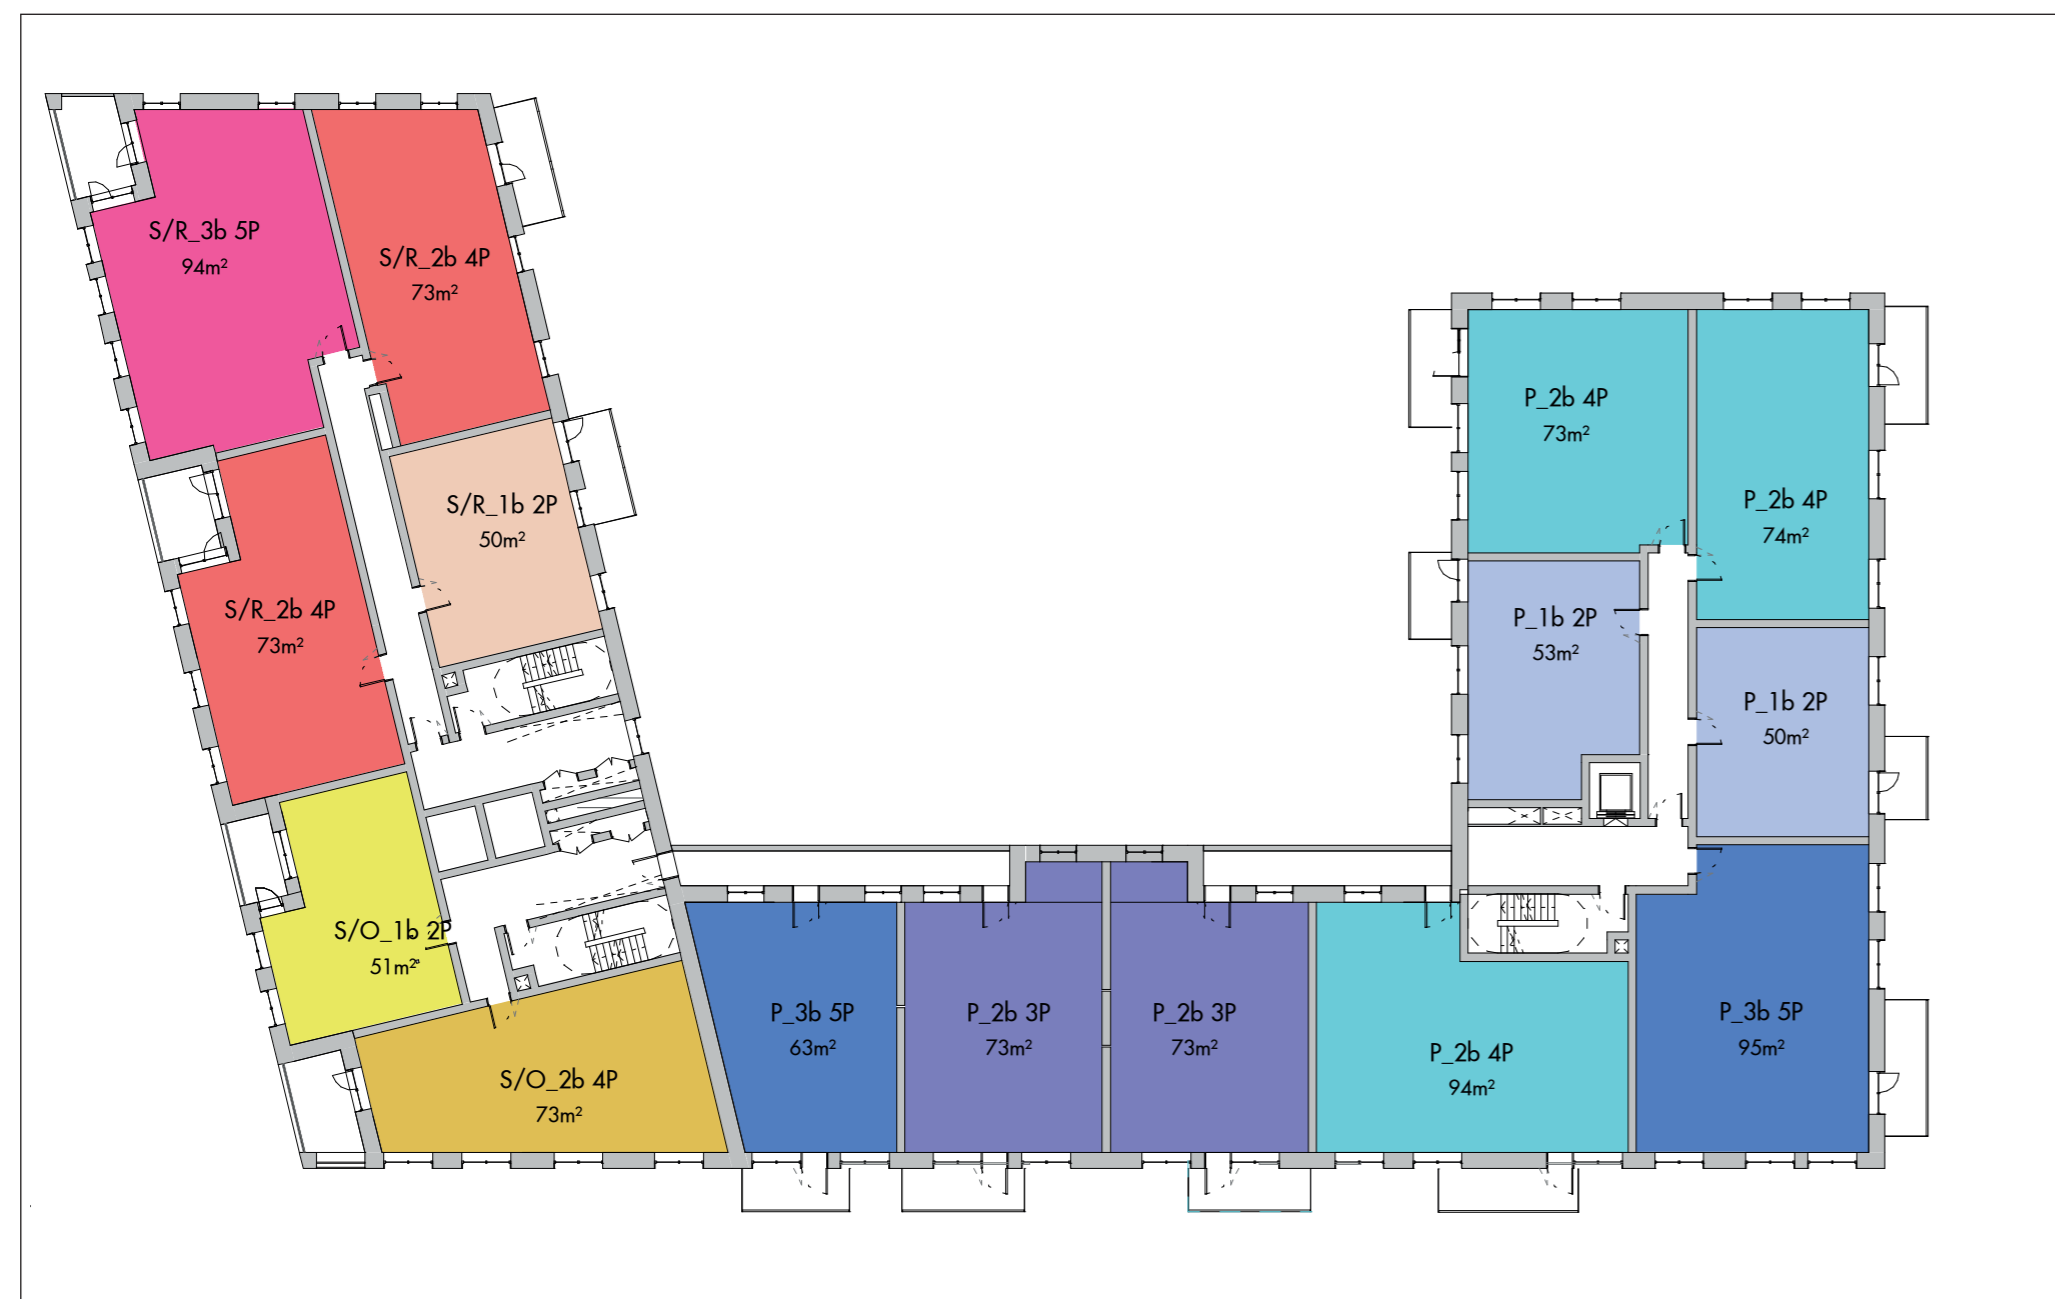 S/R_3b 5P
94m²
S/R_2b 4P
73m²
S/R_1b 2P
50m²
S/R_2b 4P
73m²
S/O_1b 2P
51m²
S/O_2b 4P
73m²
P_3b 5P
63m²
P_2b 3P
73m²
P_2b 3P
73m²
P_2b 4P
94m²
P_3b 5P
95m²
P_2b 4P
73m²
P_2b 4P
74m²
P_1b 2P
53m²
P_1b 2P
50m²